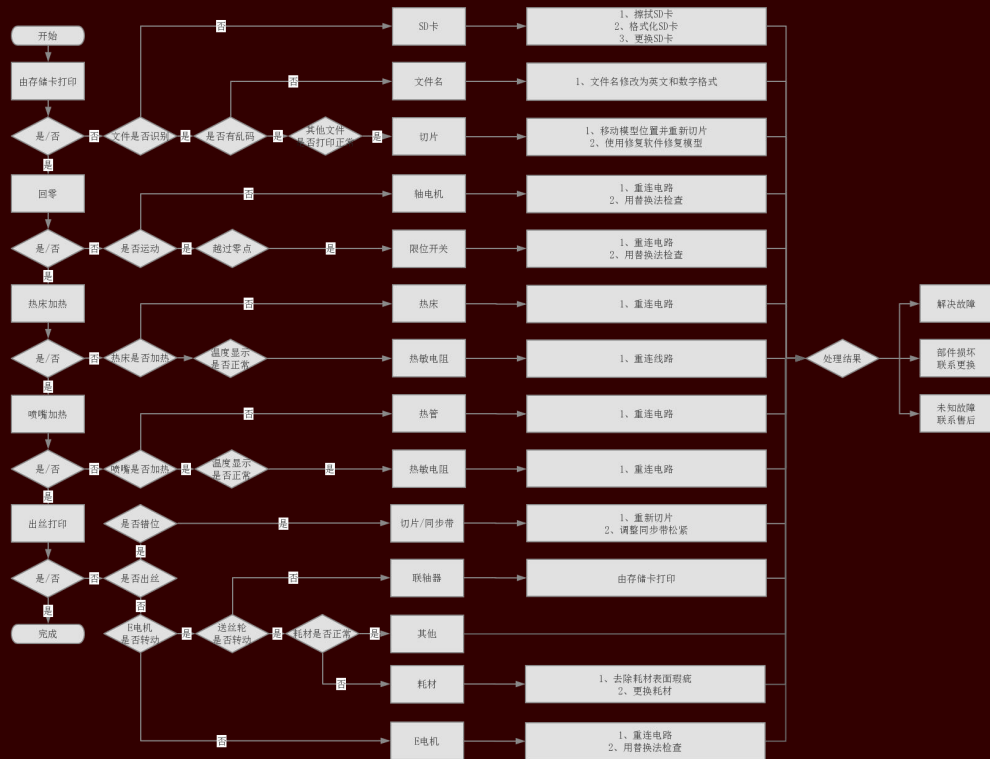 开始
否
SD卡
1、擦拭SD卡
2、格式化SD卡
3、更换SD卡
由存储卡打印
否
文件名
1、文件名修改为英文和数字格式
是/否
否
文件是否识别
是
是否有乱码
是
其他文件
是否打印正常
是
切片
1、移动模型位置并重新切片
2、使用修复软件修复模型
是
回零
否
轴电机
1、重连电路
2、用替换法检查
是/否
否
是否运动
是
越过零点
是
限位开关
1、重连电路
2、用替换法检查
是
热床加热
否
热床
1、重连电路
解决故障
是/否
否
热床是否加热
温度显示
是否正常
热敏电阻
1、重连线路
处理结果
部件损坏
联系更换
是
喷嘴加热
否
热管
1、重连电路
未知故障
联系售后
是/否
否
喷嘴是否加热
是
温度显示
是否正常
是
热敏电阻
1、重连电路
是
出丝打印
是否错位
是
切片/同步带
1、重新切片
2、调整同步带松紧
是
是/否
否
是否出丝
否
联轴器
由存储卡打印
是
否
完成
E电机
是否转动
是
送丝轮
是否转动
是
耗材是否正常
是
其他
否
耗材
1、去除耗材表面瑕疵
2、更换耗材
否
E电机
1、重连电路
2、用替换法检查